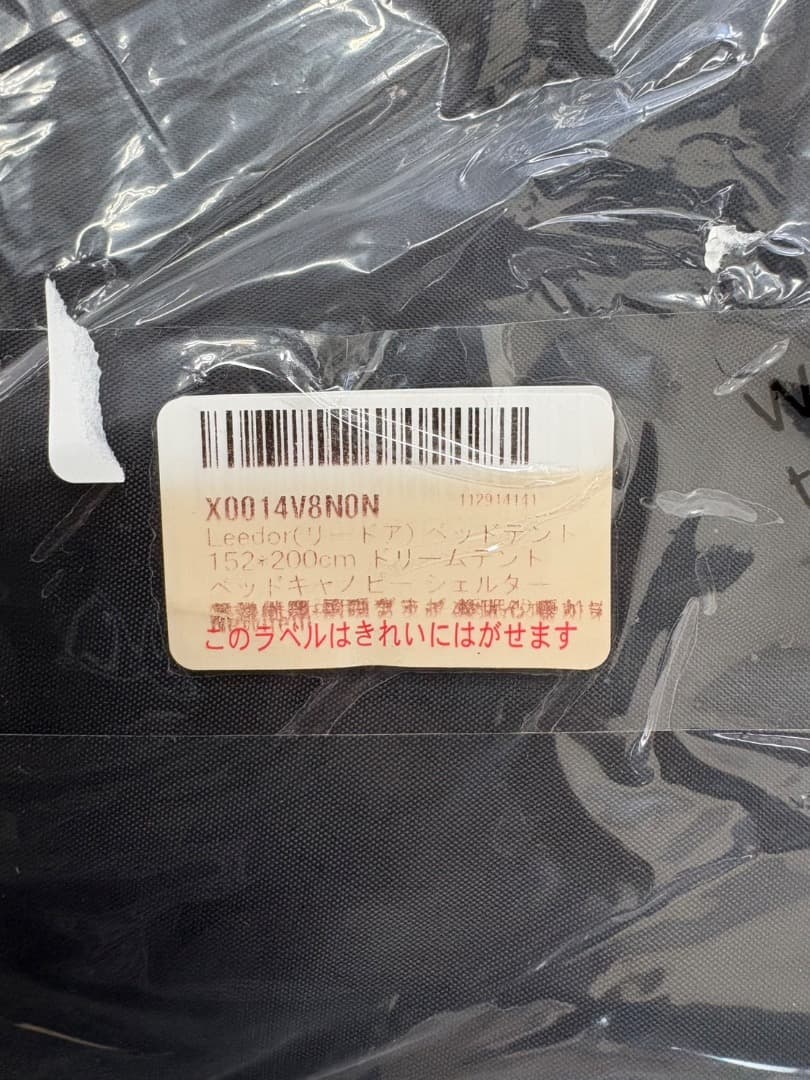 X0014V8N0N 112914141
Leedor(リードア) ベッドテント
152*200cm ドリームテント
ベッドキャノピー シェルター
このラベルはきれいにはがせます